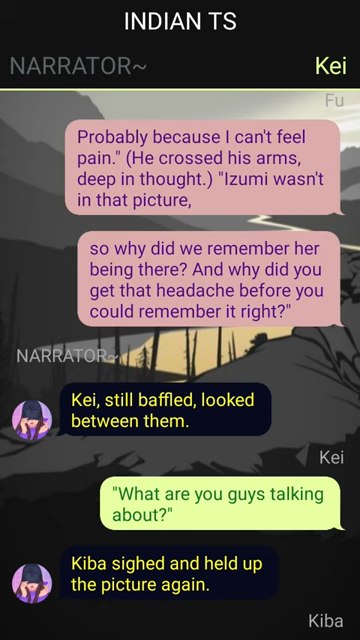 INDIAN TS
NARRATOR~ Kei
Fu
Probably because I can't feel
pain." (He crossed his arms,
deep in thought.) "Izumi wasn't
in that picture,
so why did we remember her
being there? And why did you
get that headache before you
could remember it right?"
NARRATOR~
Kei, still baffled, looked
between them.
Kei
"What are you guys talking
about?"
Kiba sighed and held up
the picture again.
Kiba